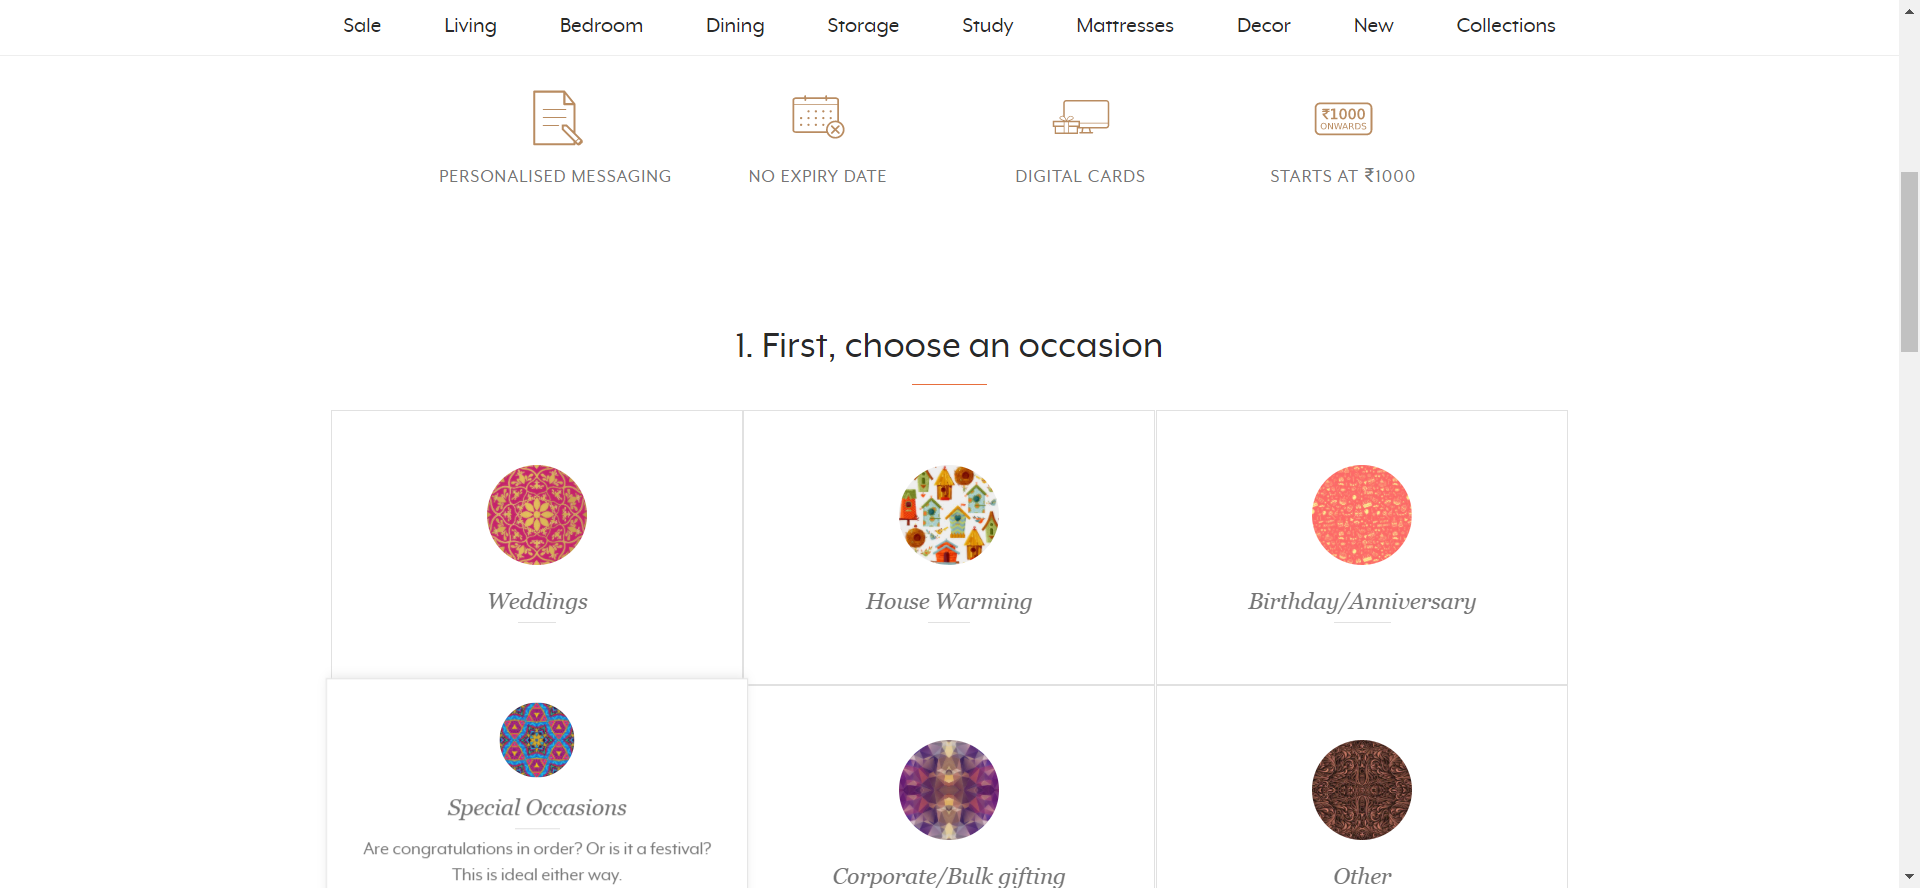 Sale Living Bedroom Dining Storage Study Mattresses Decor New Collections
₹1000
ONWARDS
PERSONALISED MESSAGING NO EXPIRY DATE DIGITAL CARDS STARTS AT ₹1000
1. First, choose an occasion
Weddings House Warming Birthday/Anniversary
Special Occasions
Are congratulations in order? Or is it a festival?
This is ideal either way.
Corporate/Bulk gifting Other